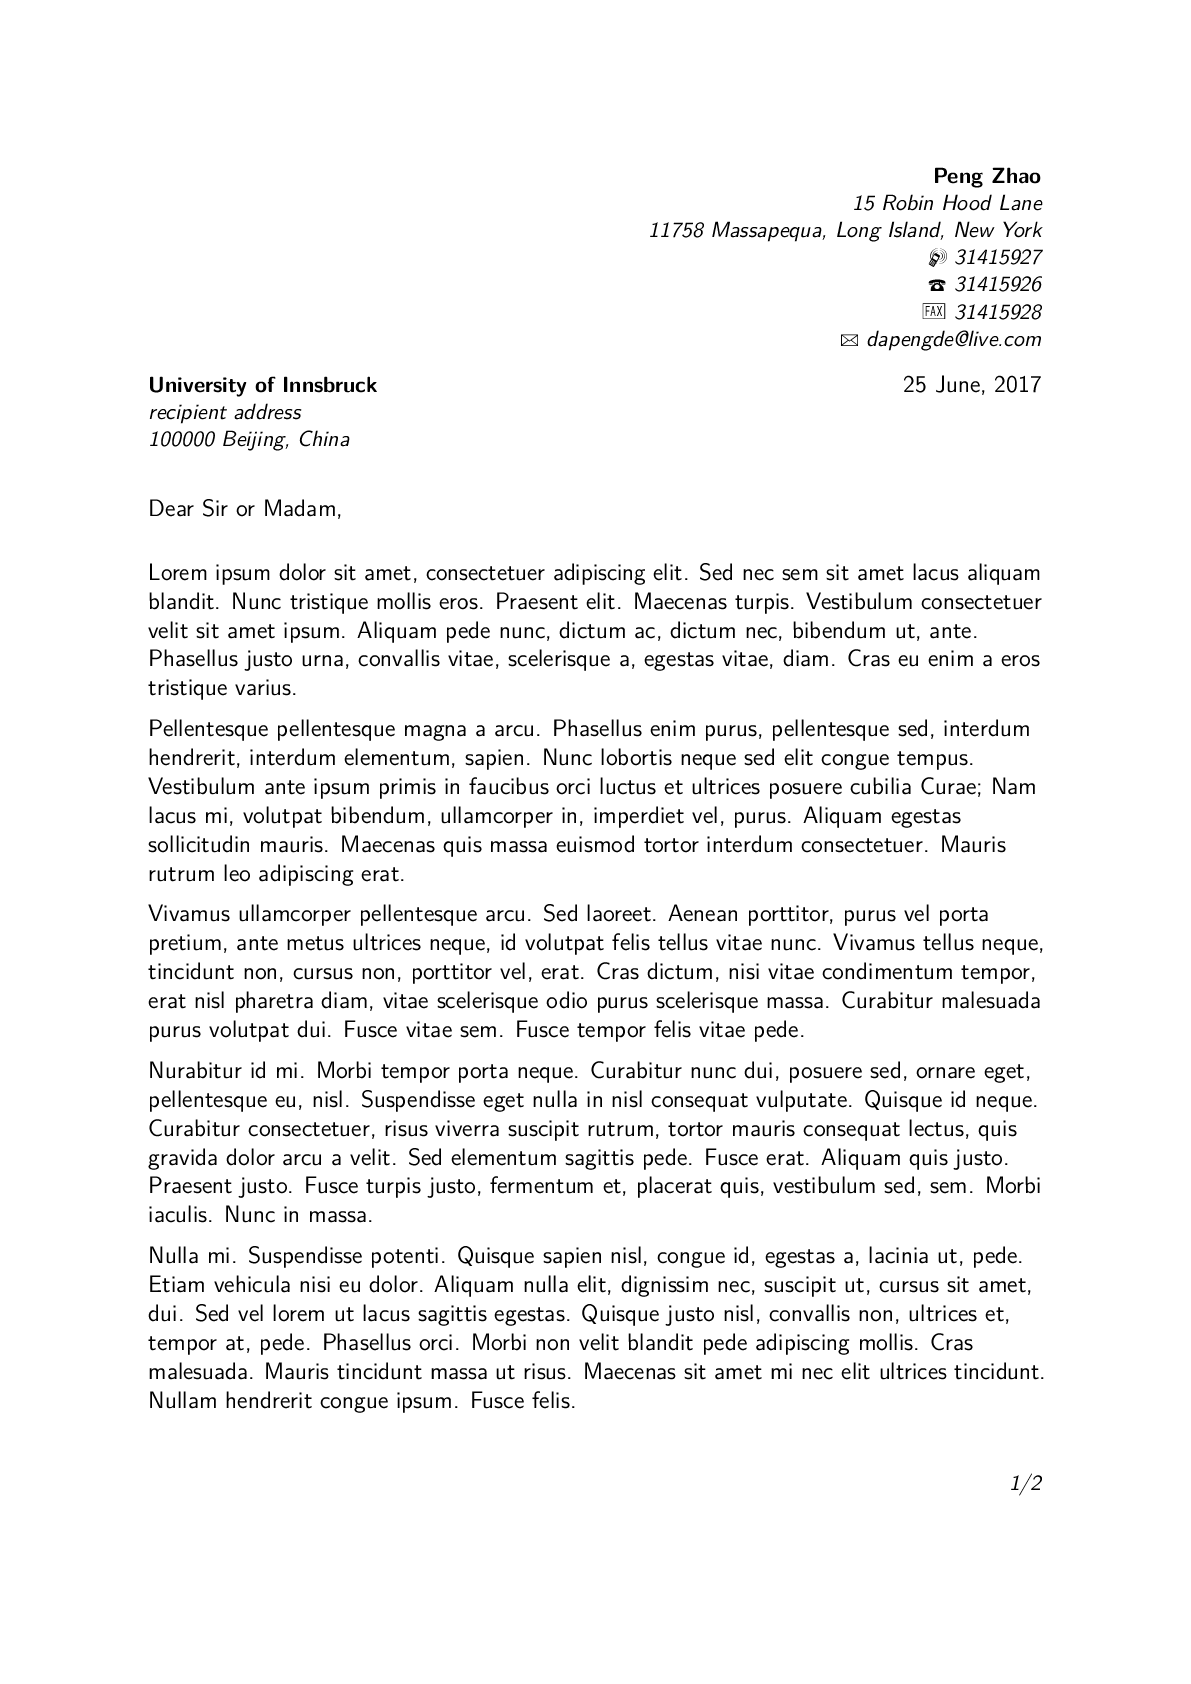 Peng Zhao
15 Robin Hood Lane
11758 Massapequa, Long Island, New York
31415927
31415926
FAX 31415928
dapengde@live.com
University of Innsbruck
25 June, 2017
recipient address
100000 Beijing, China
Dear Sir or Madam,
Lorem ipsum dolor sit amet, consectetuer adipiscing elit. Sed nec sem sit amet lacus aliquam
blandit. Nunc tristique mollis eros. Praesent elit. Maecenas turpis. Vestibulum consectetuer
velit sit amet ipsum. Aliquam pede nunc, dictum ac, dictum nec, bibendum ut, ante.
Phasellus justo urna, convallis vitae, scelerisque a, egestas vitae, diam. Cras eu enim a eros
tristique varius.
Pellentesque pellentesque magna a arcu. Phasellus enim purus, pellentesque sed, interdum
hendrerit, interdum elementum, sapien. Nunc lobortis neque sed elit congue tempus.
Vestibulum ante ipsum primis in faucibus orci luctus et ultrices posuere cubilia Curae; Nam
lacus mi, volutpat bibendum, ullamcorper in, imperdiet vel, purus. Aliquam egestas
sollicitudin mauris. Maecenas quis massa euismod tortor interdum consectetuer. Mauris
rutrum leo adipiscing erat.
Vivamus ullamcorper pellentesque arcu. Sed laoreet. Aenean porttitor, purus vel porta
pretium, ante metus ultrices neque, id volutpat felis tellus vitae nunc. Vivamus tellus neque,
tincidunt non, cursus non, porttitor vel, erat. Cras dictum, nisi vitae condimentum tempor,
erat nisl pharetra diam, vitae scelerisque odio purus scelerisque massa. Curabitur malesuada
purus volutpat dui. Fusce vitae sem. Fusce tempor felis vitae pede.
Nurabitur id mi. Morbi tempor porta neque. Curabitur nunc dui, posuere sed, ornare eget,
pellentesque eu, nisl. Suspendisse eget nulla in nisl consequat vulputate. Quisque id neque.
Curabitur consectetuer, risus viverra suscipit rutrum, tortor mauris consequat lectus, quis
gravida dolor arcu a velit. Sed elementum sagittis pede. Fusce erat. Aliquam quis justo.
Praesent justo. Fusce turpis justo, fermentum et, placerat quis, vestibulum sed, sem. Morbi
iaculis. Nunc in massa.
Nulla mi. Suspendisse potenti. Quisque sapien nisl, congue id, egestas a, lacinia ut, pede.
Etiam vehicula nisi eu dolor. Aliquam nulla elit, dignissim nec, suscipit ut, cursus sit amet,
dui. Sed vel lorem ut lacus sagittis egestas. Quisque justo nisl, convallis non, ultrices et,
tempor at, pede. Phasellus orci. Morbi non velit blandit pede adipiscing mollis. Cras
malesuada. Mauris tincidunt massa ut risus. Maecenas sit amet mi nec elit ultrices tincidunt.
Nullam hendrerit congue ipsum. Fusce felis.
1/2